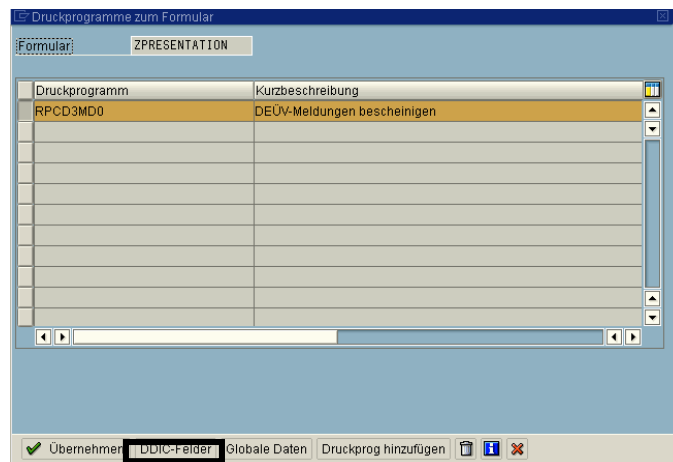 Druckprogramme zum Formular
Formular ZPRESENTATION
Druckprogramm Kurzbeschreibung
RPCD3MD0 DEÜV-Meldungen bescheinigen
Übernehmen DDIC-Felder Globale Daten Druckprog hinzufügen